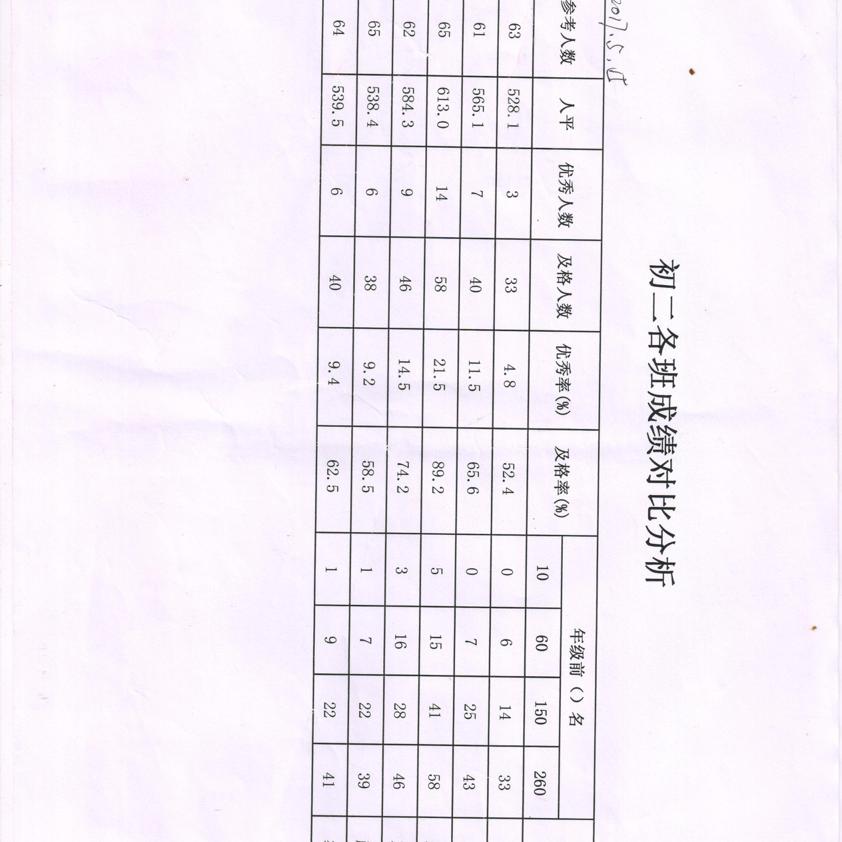 初二各班成绩对比分析
2017.5.
参考人数 人平 优秀人数 及格人数 优秀率(%) 及格率(%) 年级前（）名
10 60 150 260
63 528.1 3 33 4.8 52.4 0 6 14 33
61 565.1 7 40 11.5 65.6 0 7 25 43
65 613.0 14 58 21.5 89.2 5 15 41 58
62 584.3 9 46 14.5 74.2 3 16 28 46
65 538.4 6 38 9.2 58.5 1 7 22 39
64 539.5 6 40 9.4 62.5 1 9 22 41